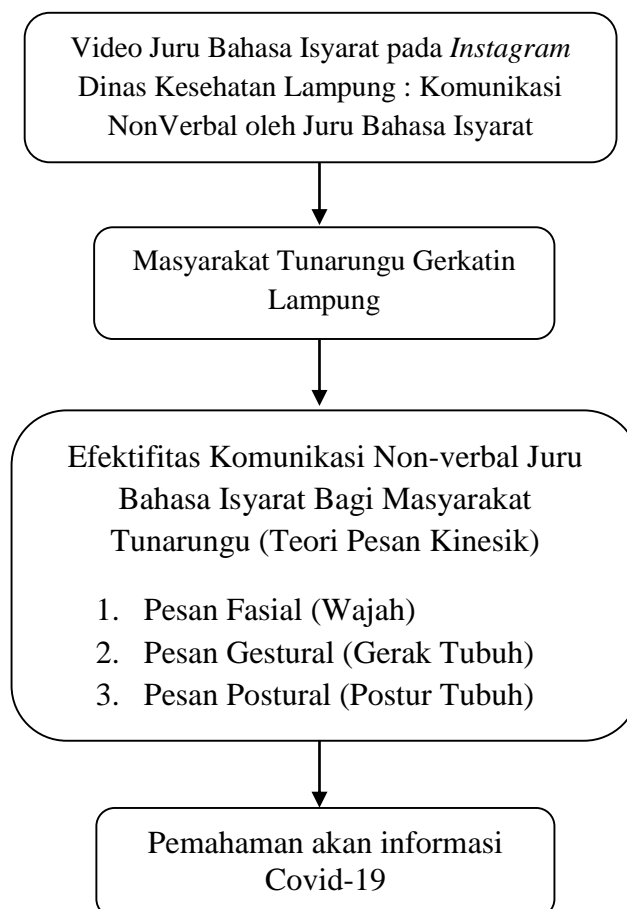 Video Juru Bahasa Isyarat pada Instagram
Dinas Kesehatan Lampung : Komunikasi
NonVerbal oleh Juru Bahasa Isyarat
Masyarakat Tunarungu Gerkatin
Lampung
Efektifitas Komunikasi Non-verbal Juru
Bahasa Isyarat Bagi Masyarakat
Tunarungu (Teori Pesan Kinesik)
1. Pesan Fasial (Wajah)
2. Pesan Gestural (Gerak Tubuh)
3. Pesan Postural (Postur Tubuh)
Pemahaman akan informasi
Covid-19